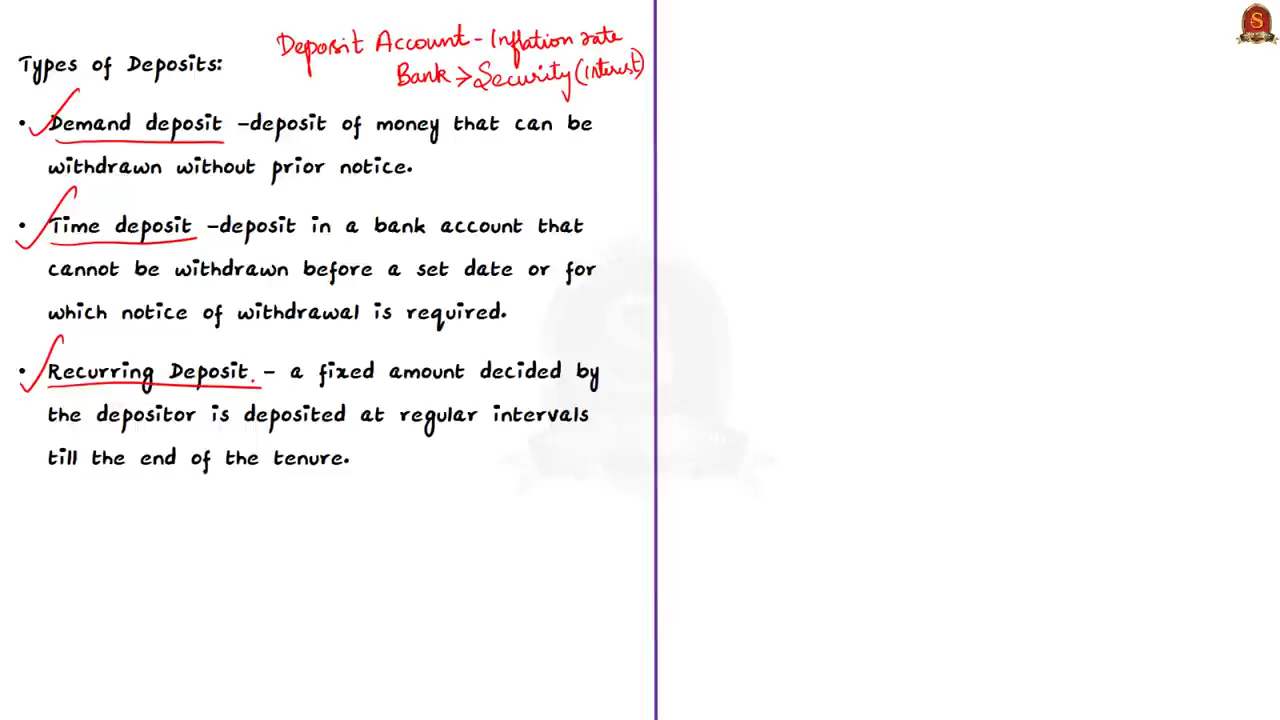 Deposit Account - Inflation rate
Bank > Security (interest)
Types of Deposits:
• Demand deposit -deposit of money that can be
withdrawn without prior notice.
• Time deposit -deposit in a bank account that
cannot be withdrawn before a set date or for
which notice of withdrawal is required.
• Recurring Deposit. - a fixed amount decided by
the depositor is deposited at regular intervals
till the end of the tenure.
S